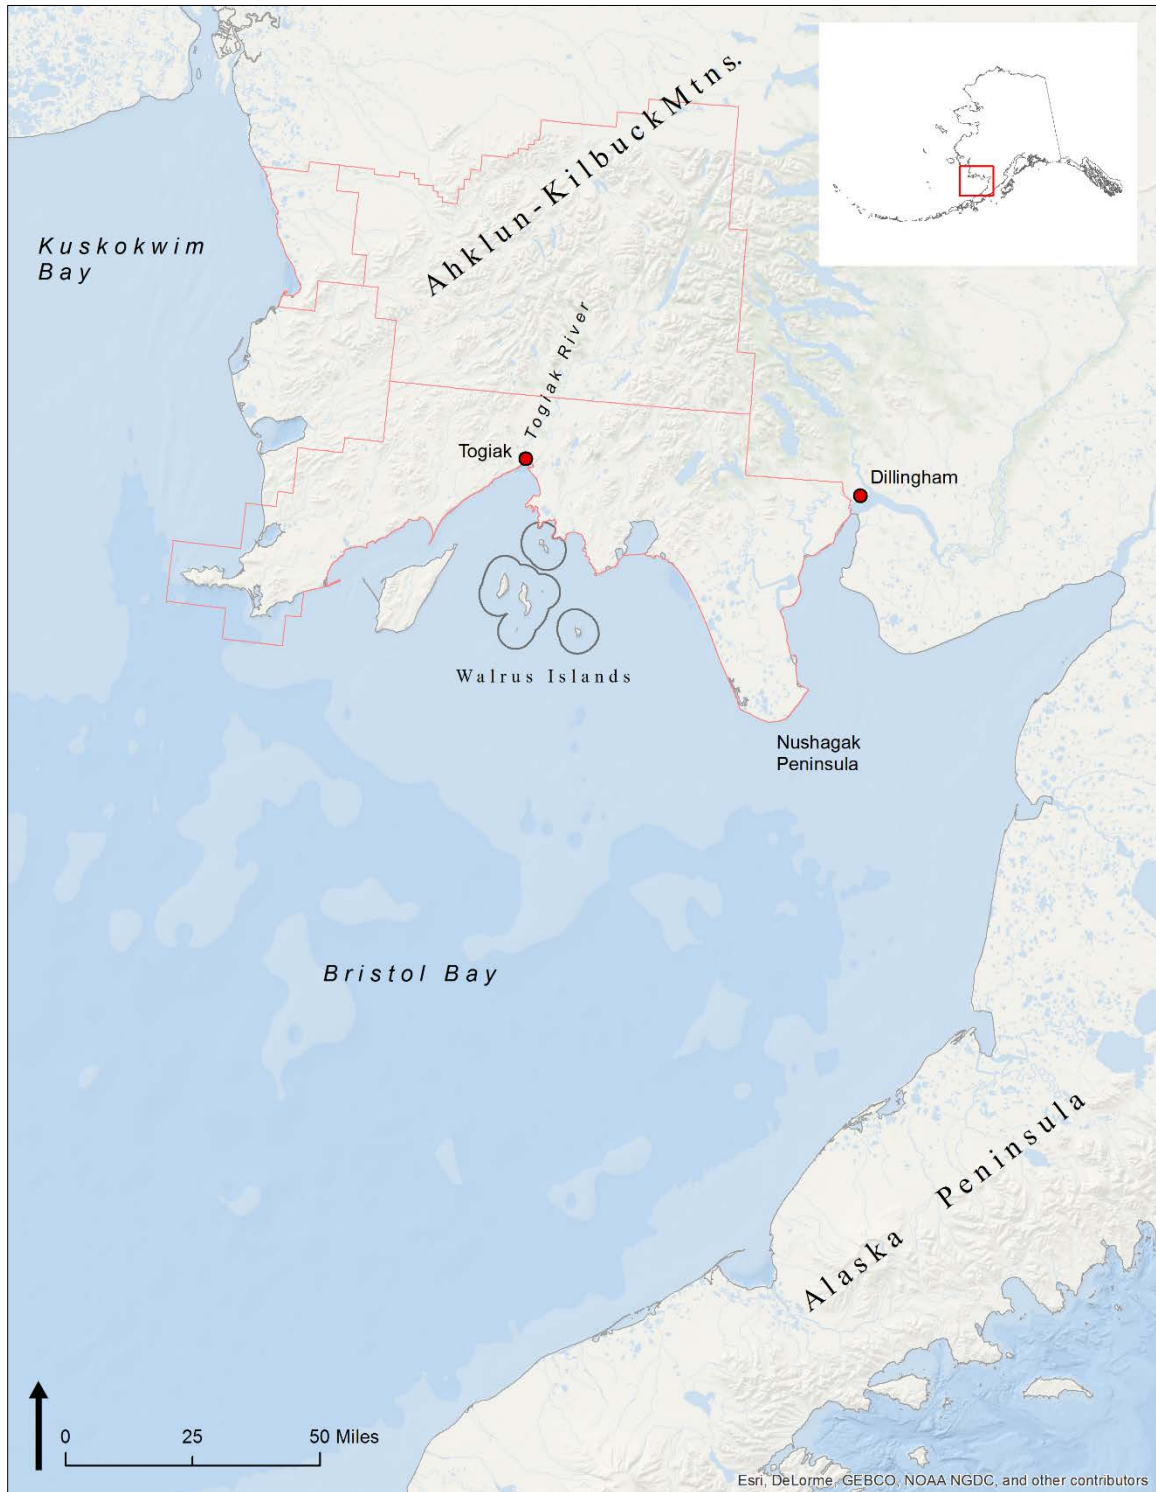 Ahklun-Kilbuck Mtns.
Kuskokwim
Bay
Togiak River
Togiak
Dillingham
Walrus Islands
Nushagak
Peninsula
Bristol Bay
Alaska Peninsula
0 25 50 Miles
Esri, DeLorme, GEBCO, NOAA NGDC, and other contributors